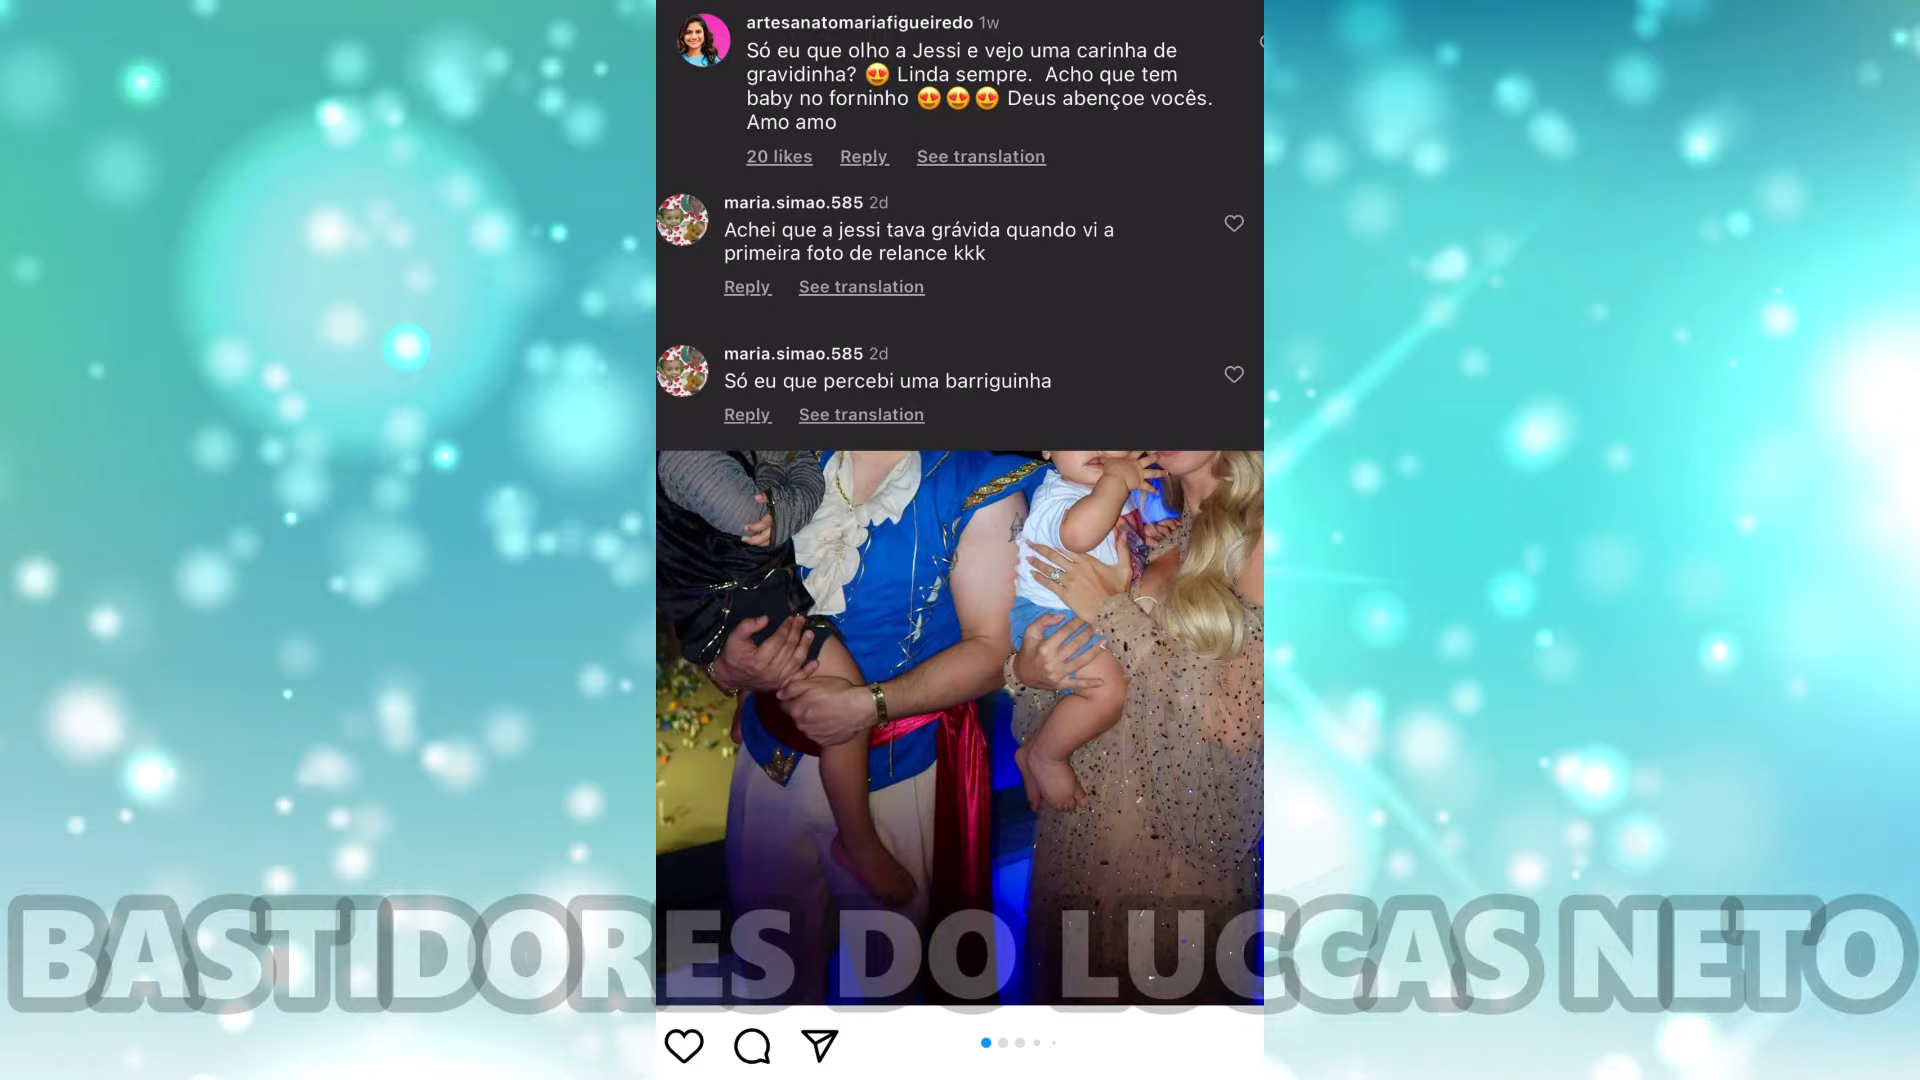 artesanatomariafigueiredo 1w
Só eu que olho a Jessi e vejo uma carinha de
gravidinha? 😍 Linda sempre. Acho que tem
baby no forninho 😍😍😍 Deus abençoe vocês.
Amo amo
20 likes Reply See translation
maria.simao.585 2d
Achei que a jessi tava grávida quando vi a
primeira foto de relance kkk
Reply See translation
maria.simao.585 2d
Só eu que percebi uma barriguinha
Reply See translation
BASTIDORES DO LUCCAS NETO